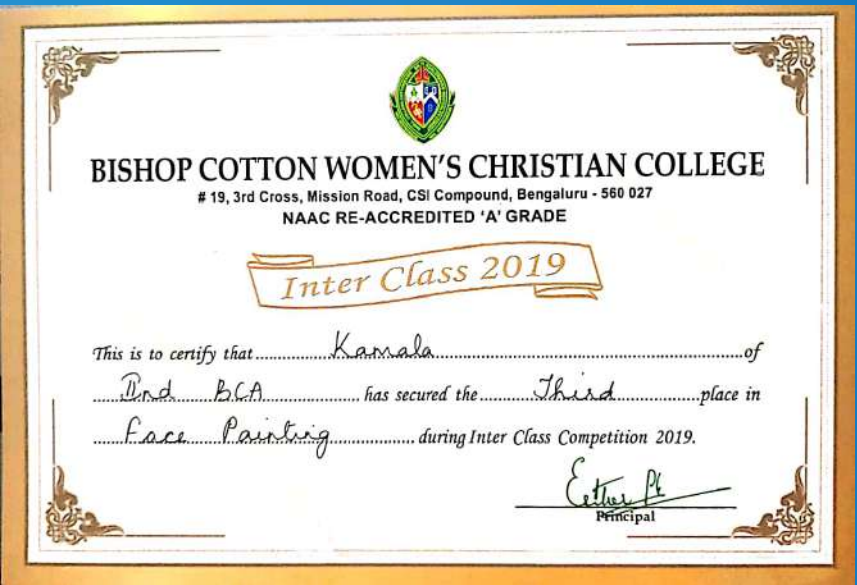 BISHOP COTTON WOMEN'S CHRISTIAN COLLEGE
# 19, 3rd Cross, Mission Road, CSI Compound, Bengaluru - 560 027
NAAC RE-ACCREDITED 'A' GRADE
Inter Class 2019
This is to certify that Kamala of
IInd BCA has secured the Third place in
Face Painting during Inter Class Competition 2019.
Principal